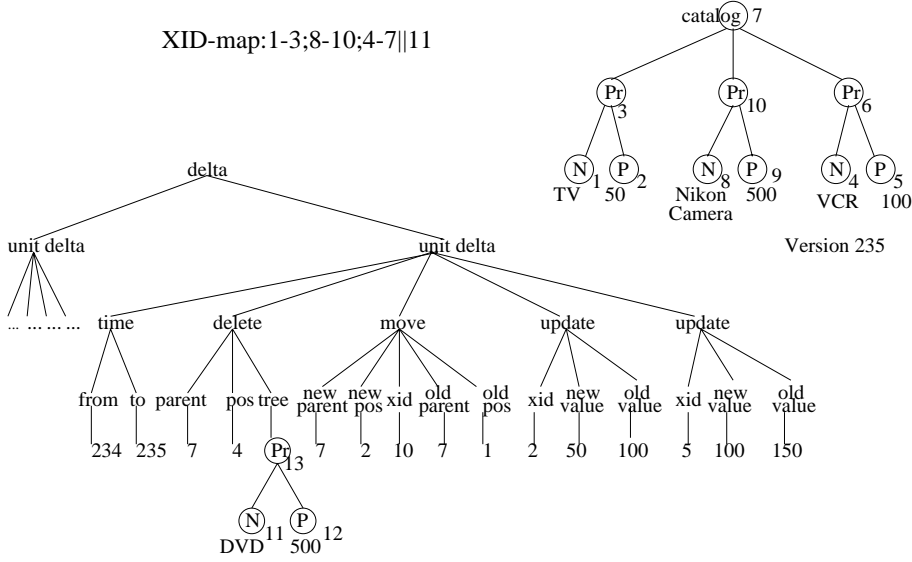 catalog 7
XID-map:1-3;8-10;4-7||11
Pr 3 Pr 10 Pr 6
N 1 P 2 N 8 P 9 N 4 P 5
TV 50 Nikon Camera 500 VCR 100
Version 235
delta
unit delta unit delta
... ... ... ...
time delete move update update
from to parent pos tree new parent new pos xid old parent old pos xid new value old value xid new value old value
234 235 7 4 Pr 13 7 2 10 7 1 2 50 100 5 100 150
N 11 P 12
DVD 500